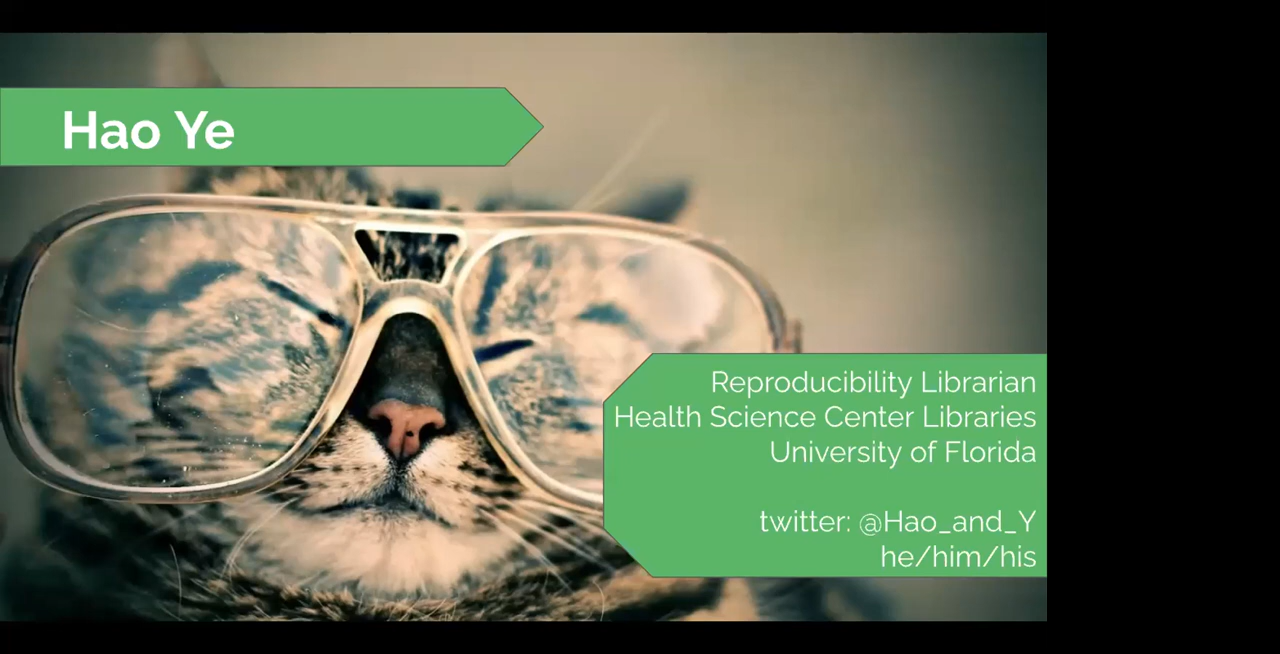 Hao Ye
Reproducibility Librarian
Health Science Center Libraries
University of Florida
twitter: @Hao_and_Y
he/him/his